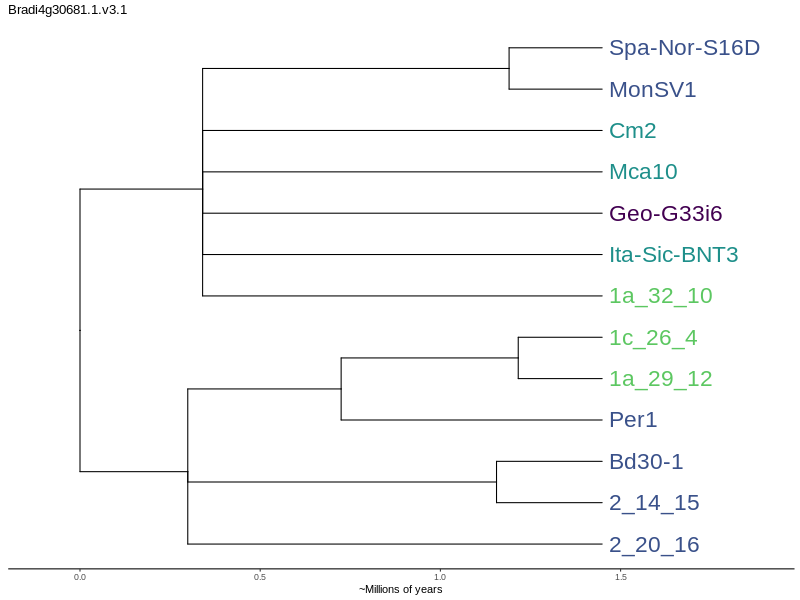 Bradi4g30681.1.v3.1
Spa-Nor-S16D
MonSV1
Cm2
Mca10
Geo-G33i6
Ita-Sic-BNT3
1a_32_10
1c_26_4
1a_29_12
Per1
Bd30-1
2_14_15
2_20_16
0.0 0.5 1.0 1.5
~Millions of years